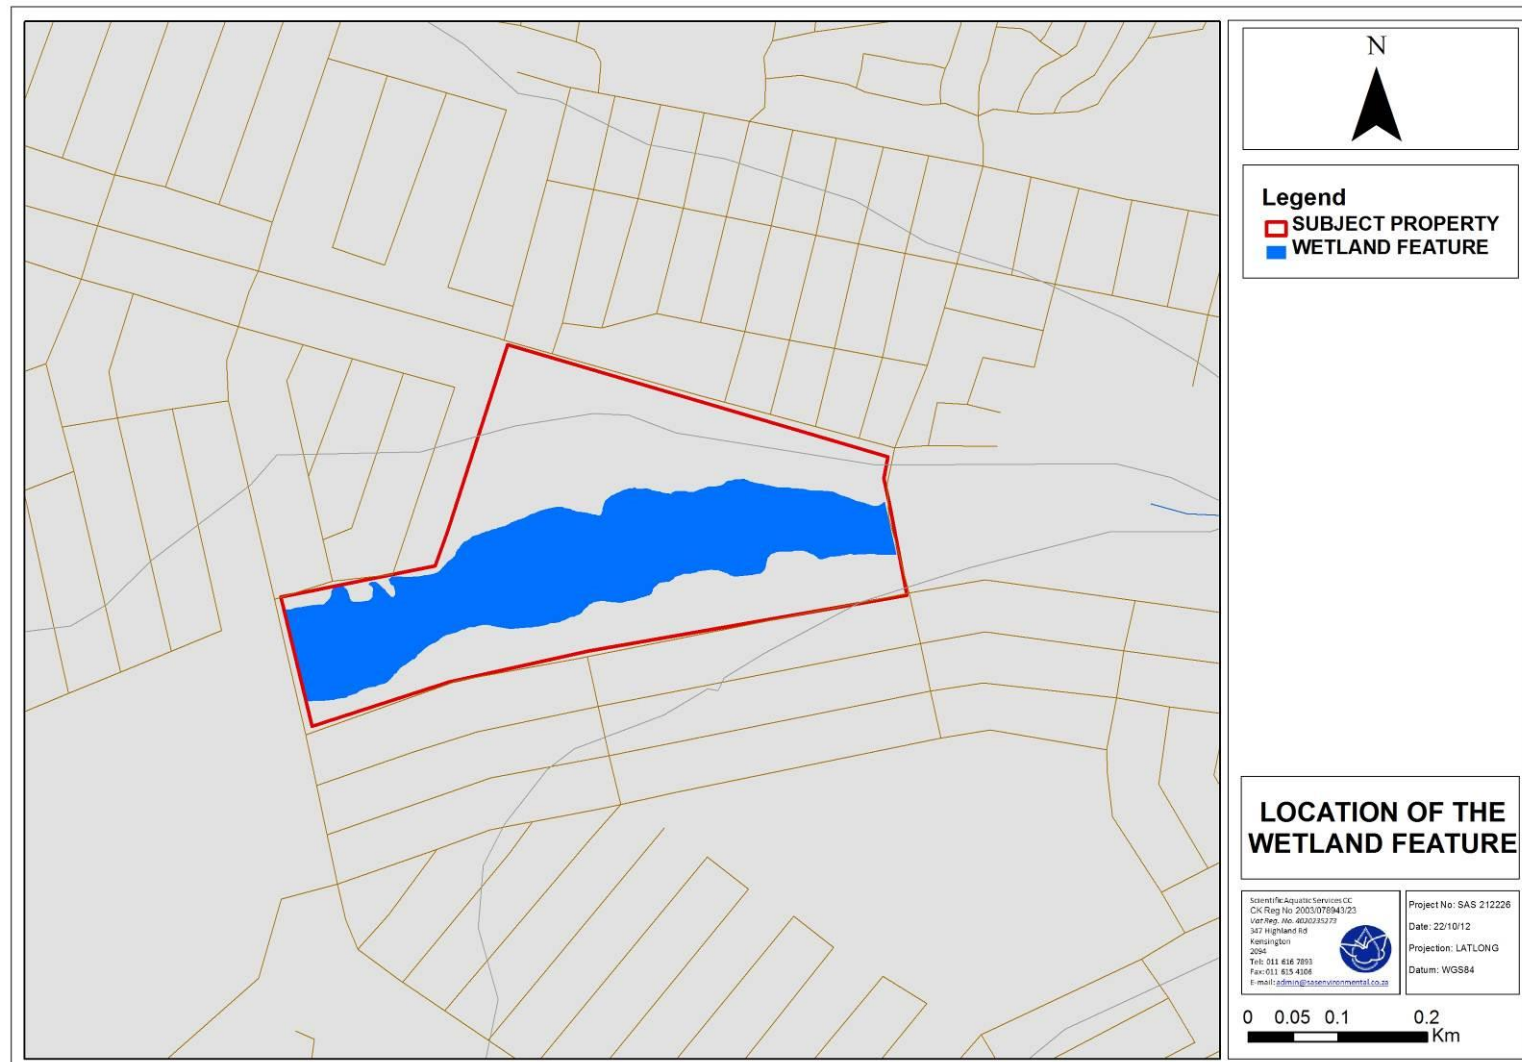 N
Legend
SUBJECT PROPERTY
WETLAND FEATURE
LOCATION OF THE
WETLAND FEATURE
Scientific Aquatic Services CC
CK Reg No 2003/078943/23
Vat Reg. No. 4020235273
347 Highland Rd
Kensington
2094
Tel: 011 616 7893
Fax: 011 615 4106
E-mail: admin@sasenvironmental.co.za
Project No: SAS 212226
Date: 22/10/12
Projection: LATLONG
Datum: WGS84
0 0.05 0.1 0.2
Km